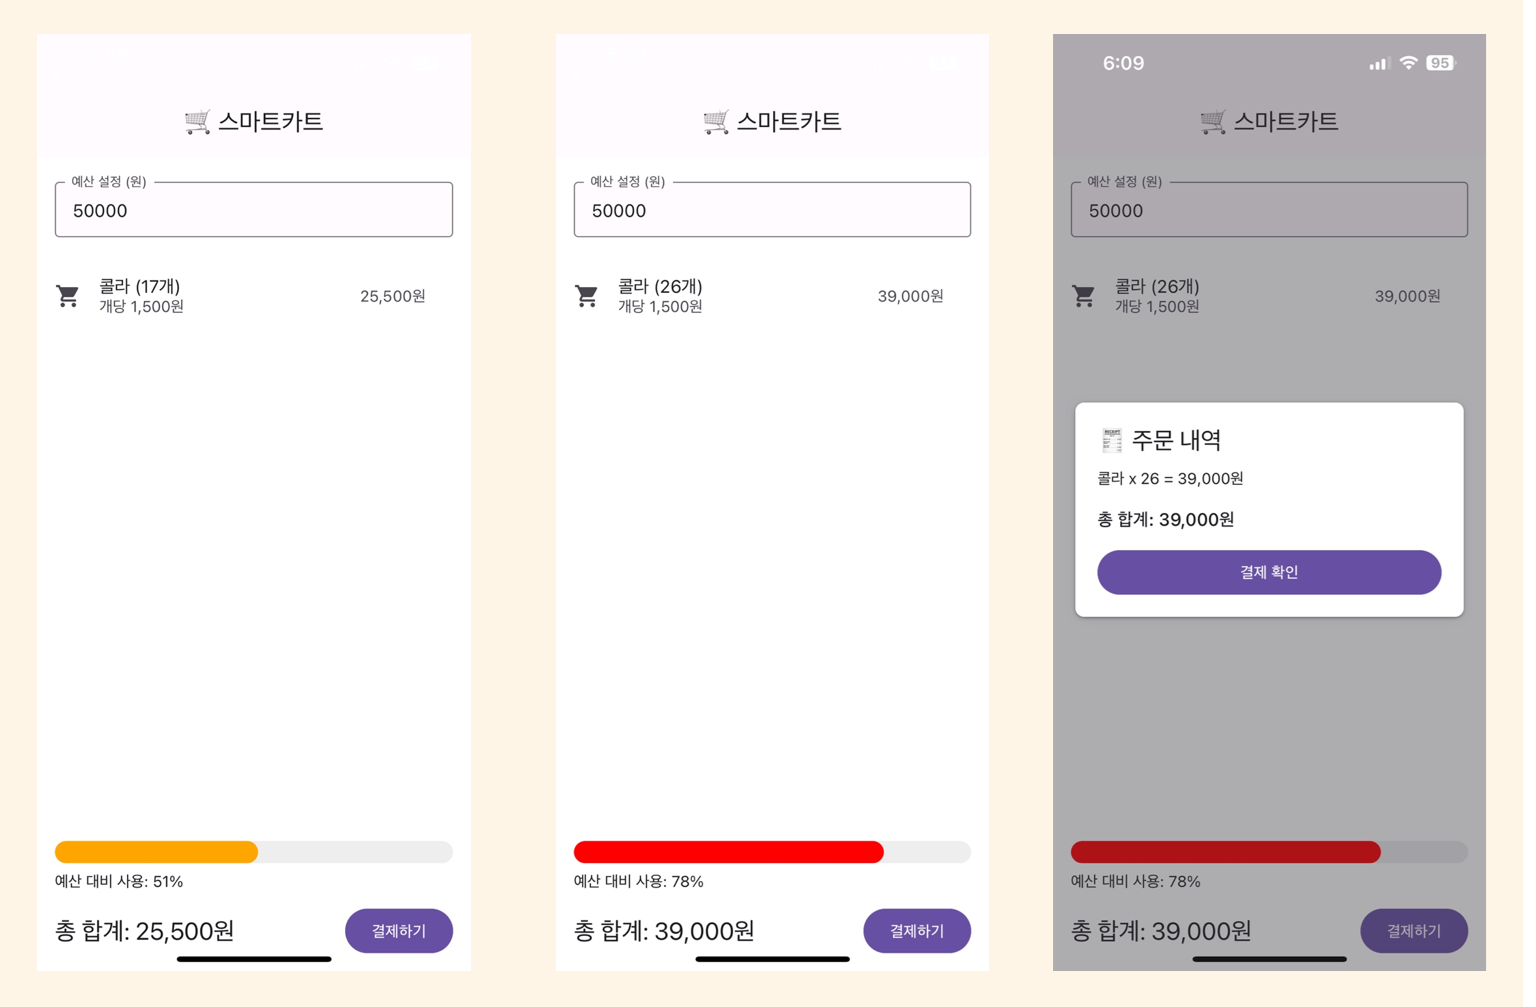 스마트카트
예산 설정 (원)
50000
콜라 (17개)
개당 1,500원
25,500원
예산 대비 사용: 51%
총 합계: 25,500원
결제하기
스마트카트
예산 설정 (원)
50000
콜라 (26개)
개당 1,500원
39,000원
예산 대비 사용: 78%
총 합계: 39,000원
결제하기
6:09
95
스마트카트
예산 설정 (원)
50000
콜라 (26개)
개당 1,500원
39,000원
주문 내역
콜라 x 26 = 39,000원
총 합계: 39,000원
결제 확인
예산 대비 사용: 78%
총 합계: 39,000원
결제하기